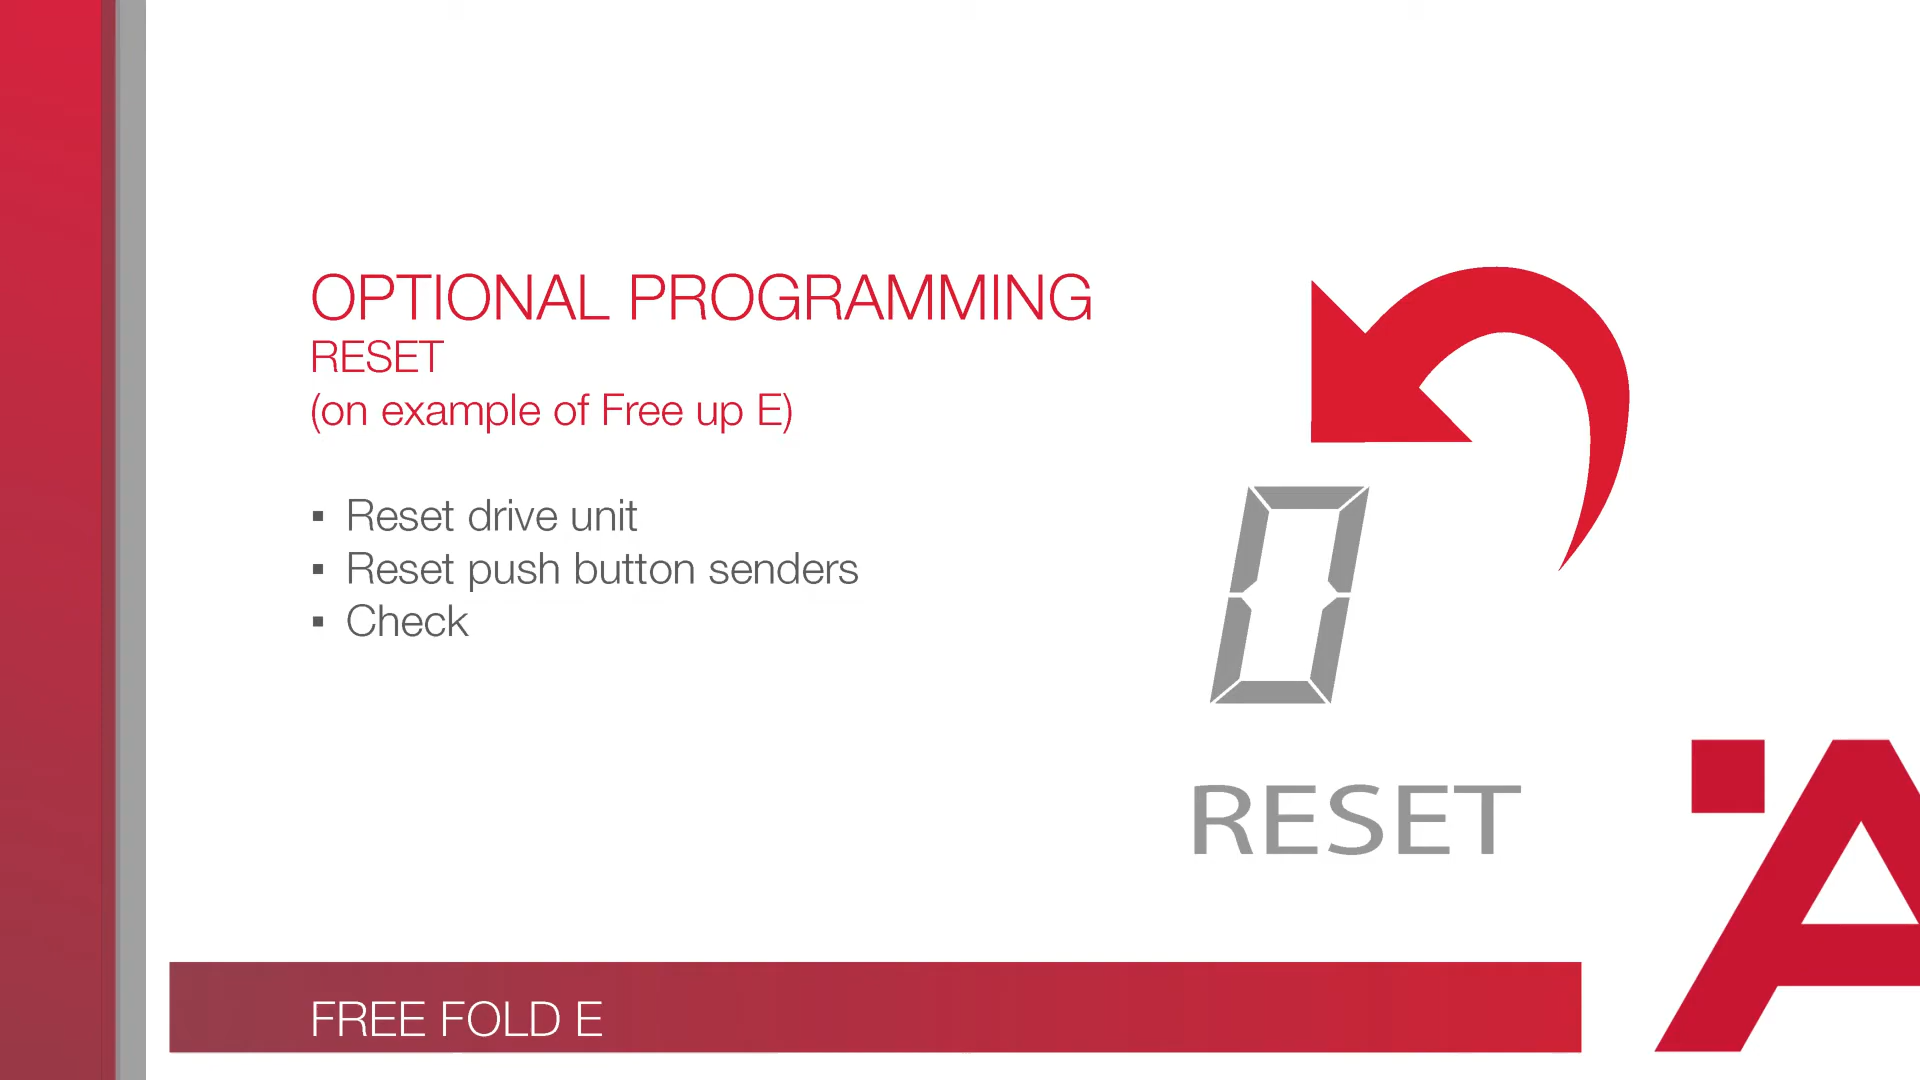 OPTIONAL PROGRAMMING
RESET
(on example of Free up E)
▪ Reset drive unit
▪ Reset push button senders
▪ Check
0
RESET
A
FREE FOLD E